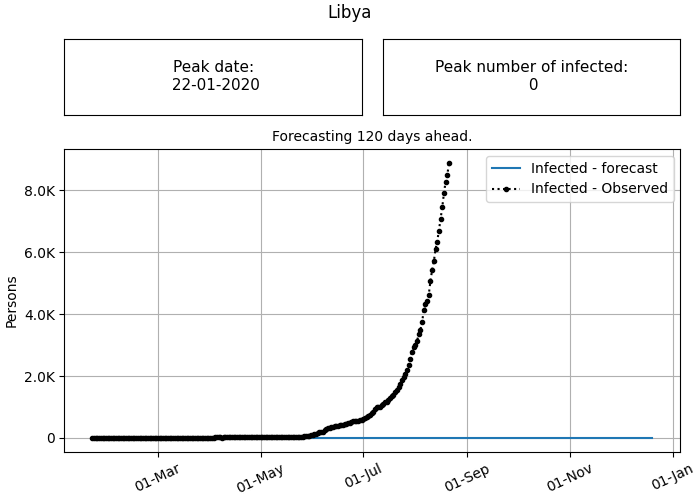 Libya
Peak date:
22-01-2020
Peak number of infected:
0
Forecasting 120 days ahead.
Infected - forecast
Infected - Observed
8.0K
6.0K
4.0K
2.0K
0
Persons
01-Mar
01-May
01-Jul
01-Sep
01-Nov
01-Jan